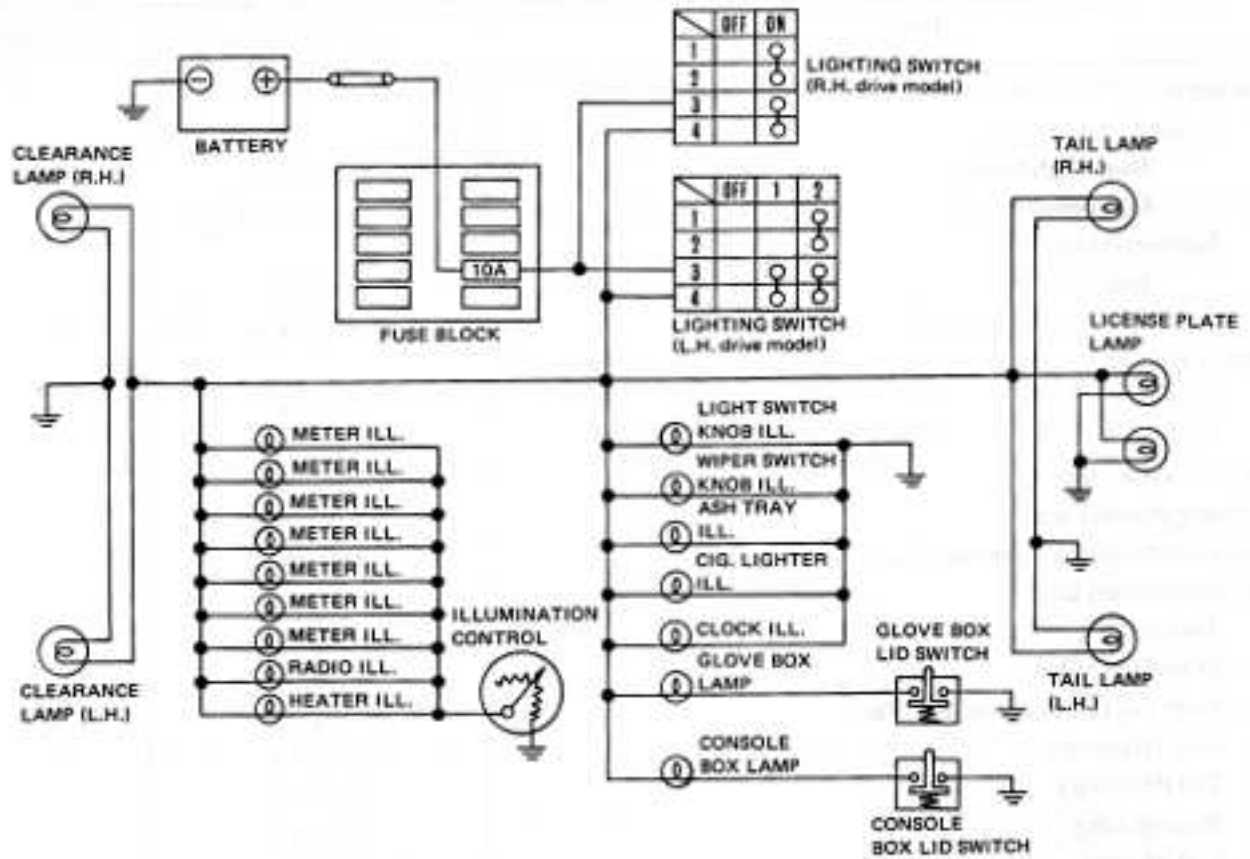 OFF ON
1
2
3
4
LIGHTING SWITCH
(R.H. drive model)
BATTERY
CLEARANCE
LAMP (R.H.)
TAIL LAMP
(R.H.)
OFF 1 2
1
2
3
4
10A
FUSE BLOCK
LIGHTING SWITCH
(L.H. drive model)
LICENSE PLATE
LAMP
METER ILL.
METER ILL.
METER ILL.
METER ILL.
METER ILL.
METER ILL.
METER ILL.
RADIO ILL.
HEATER ILL.
ILLUMINATION
CONTROL
LIGHT SWITCH
KNOB ILL.
WIPER SWITCH
KNOB ILL.
ASH TRAY
ILL.
CIG. LIGHTER
ILL.
CLOCK ILL.
GLOVE BOX
LAMP
GLOVE BOX
LID SWITCH
CONSOLE
BOX LAMP
CONSOLE
BOX LID SWITCH
CLEARANCE
LAMP (L.H.)
TAIL LAMP
(L.H.)